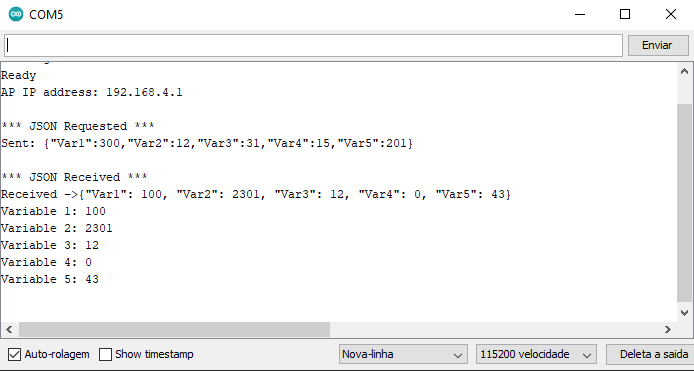 COM5
Enviar
Ready
AP IP address: 192.168.4.1
*** JSON Requested ***
Sent: {"Var1":300,"Var2":12,"Var3":31,"Var4":15,"Var5":201}
*** JSON Received ***
Received ->{"Var1": 100, "Var2": 2301, "Var3": 12, "Var4": 0, "Var5": 43}
Variable 1: 100
Variable 2: 2301
Variable 3: 12
Variable 4: 0
Variable 5: 43
Auto-rolagem Show timestamp Nova-linha 115200 velocidade Deleta a saida